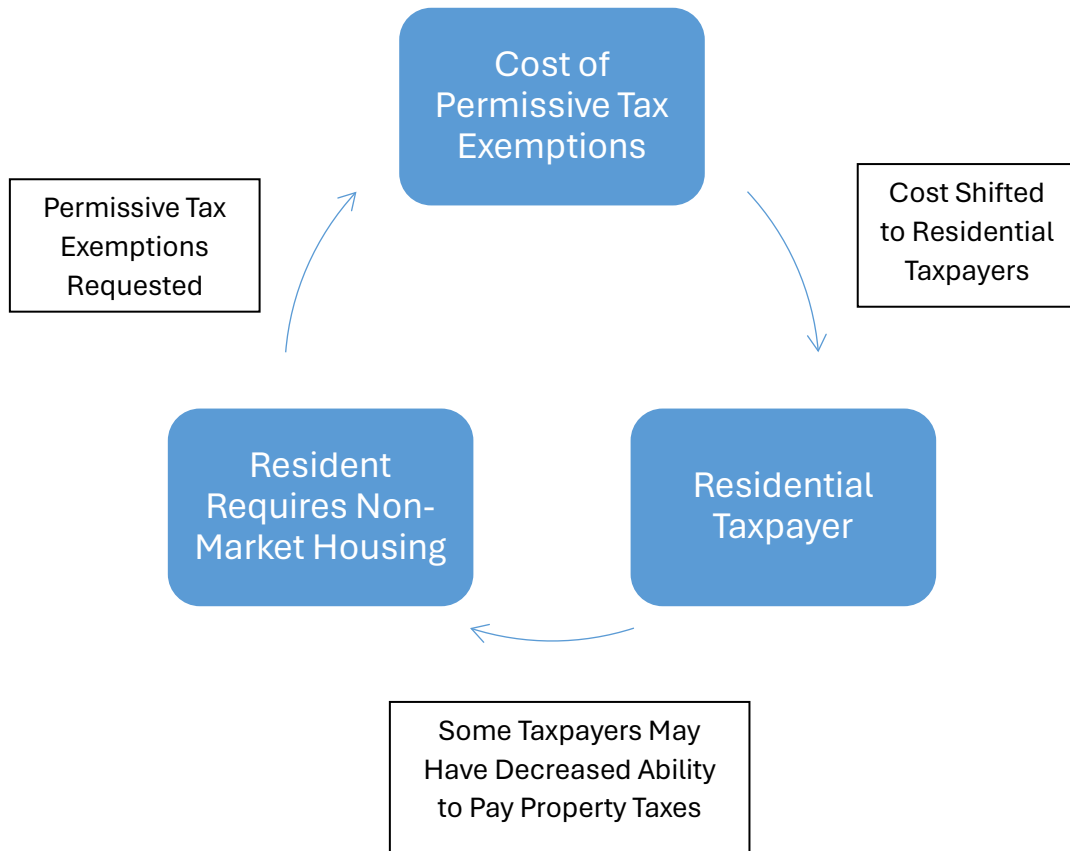 Cost of
Permissive Tax
Exemptions
Permissive Tax
Exemptions
Requested
Cost Shifted
to Residential
Taxpayers
Resident
Requires Non-
Market Housing
Residential
Taxpayer
Some Taxpayers May
Have Decreased Ability
to Pay Property Taxes